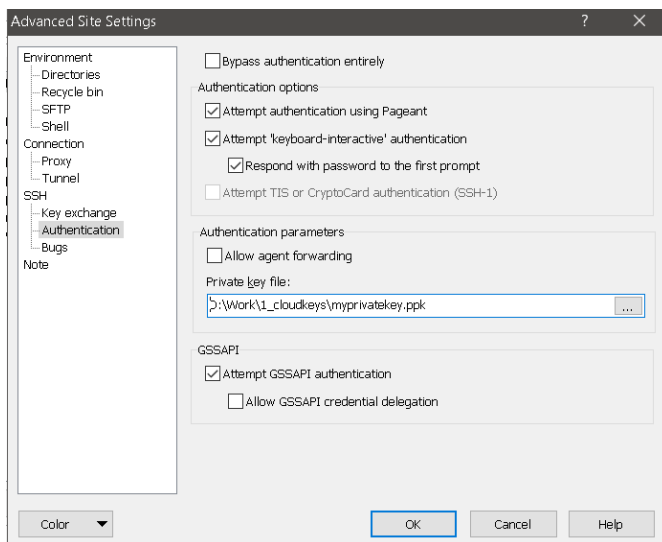 Advanced Site Settings ? ×
Environment
Directories
Recycle bin
SFTP
Shell
Connection
Proxy
Tunnel
SSH
Key exchange
Authentication
Bugs
Note
Bypass authentication entirely
Authentication options
Attempt authentication using Pageant
Attempt 'keyboard-interactive' authentication
Respond with password to the first prompt
Attempt TIS or CryptoCard authentication (SSH-1)
Authentication parameters
Allow agent forwarding
Private key file:
:\Work\1_cloudkeys\myprivatekey.ppk
...
GSSAPI
Attempt GSSAPI authentication
Allow GSSAPI credential delegation
Color
OK
Cancel
Help